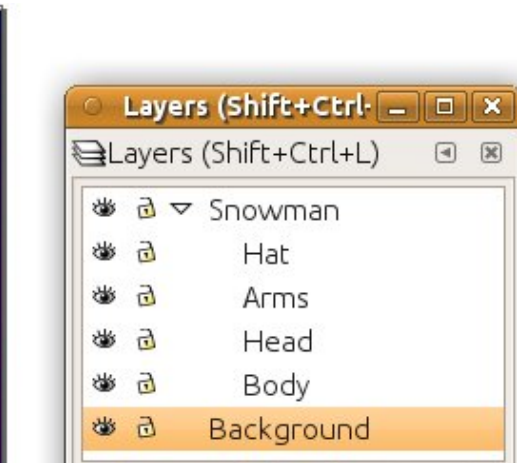 Layers (Shift+Ctrl-
Layers (Shift+Ctrl+L)
Snowman
Hat
Arms
Head
Body
Background